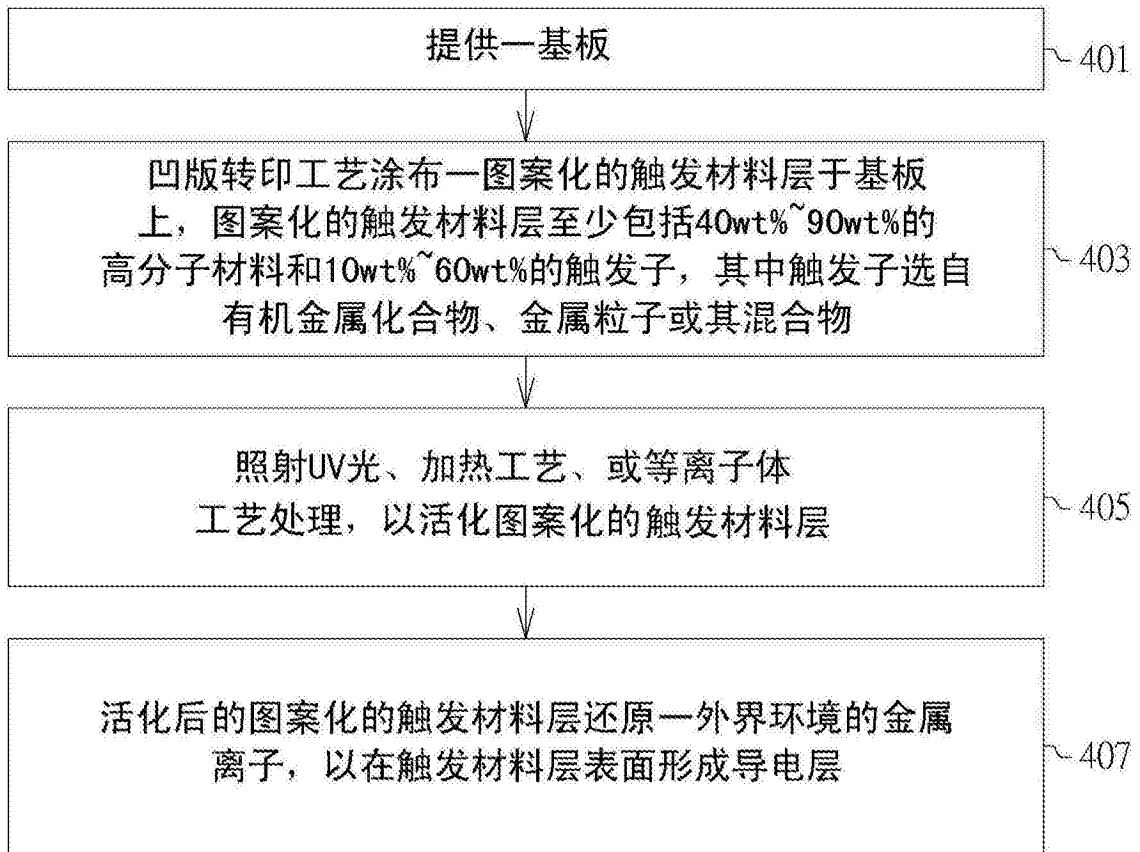 提供一基板
401
凹版转印工艺涂布一图案化的触发材料层于基板
上，图案化的触发材料层至少包括40wt%~90wt%的
高分子材料和10wt%~60wt%的触发子，其中触发子选自
有机金属化合物、金属粒子或其混合物
403
照射UV光、加热工艺、或等离子体
工艺处理，以活化图案化的触发材料层
405
活化后的图案化的触发材料层还原一外界环境的金属
离子，以在触发材料层表面形成导电层
407